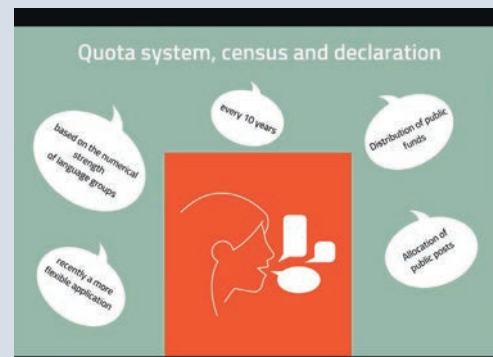 Quota system, census and declaration
based on the numerical
strength
of language groups
every 10 years
Distribution of public
funds
recently a more
flexible application
Allocation of
public posts